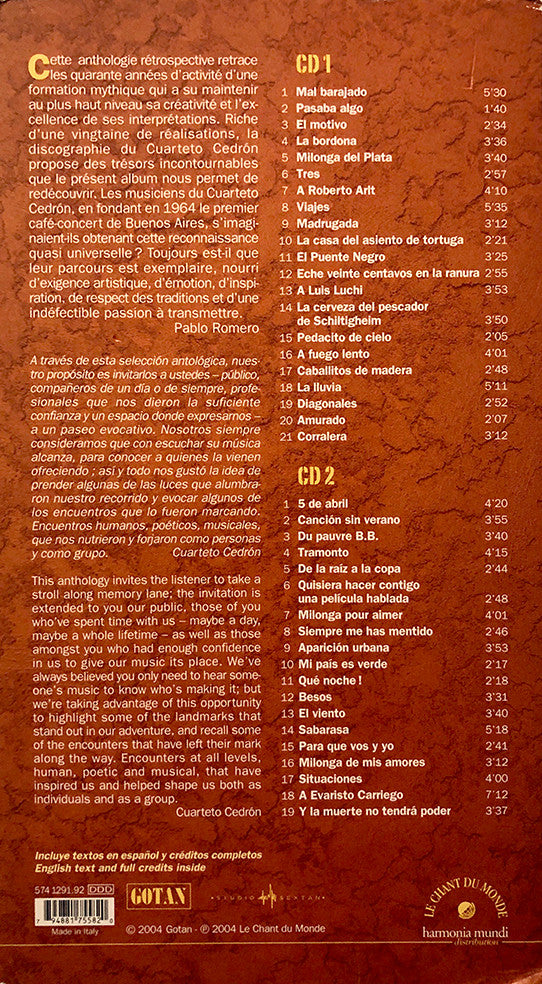 Cette anthologie rétrospective retrace
les quarante années d'activité d'une
formation mythique qui a su maintenir
au plus haut niveau sa créativité et l'ex-
cellence de ses interprétations. Riche
d'une vingtaine de réalisations, la
discographie du Cuarteto Cedrón
propose des trésors incontournables
que le présent album nous permet de
redécouvrir. Les musiciens du Cuarteto
Cedrón, en fondant en 1964 le premier
café-concert de Buenos Aires, s'imagi-
naient-ils obtenant cette reconnaissance
quasi universelle ? Toujours est-il que
leur parcours est exemplaire, nourri
d'exigence artistique, d'émotion, d'inspi-
ration, de respect des traditions et d'une
indéfectible passion à transmettre.
Pablo Romero
A través de esta selección antológica, nues-
tro propósito es invitarlos a ustedes – público,
compañeros de un día o de siempre, profe-
sionales que nos dieron la suficiente
confianza y un espacio donde expresarnos –
a un paseo evocativo. Nosotros siempre
consideramos que con escuchar su música
alcanza, para conocer a quienes la vienen
ofreciendo ; así y todo nos gustó la idea de
prender algunas de las luces que alumbra-
ron nuestro recorrido y evocar algunos de
los encuentros que lo fueron marcando.
Encuentros humanos, poéticos, musicales,
que nos nutrieron y forjaron como personas
y como grupo. Cuarteto Cedrón
This anthology invites the listener to take a
stroll along memory lane; the invitation is
extended to you our public, those of you
who've spent time with us – maybe a day,
maybe a whole lifetime – as well as those
amongst you who had enough confidence
in us to give our music its place. We've
always believed you only need to hear some-
one's music to know who's making it; but
we're taking advantage of this opportunity
to highlight some of the landmarks that
stand out in our adventure, and recall some
of the encounters that have left their mark
along the way. Encounters at all levels,
human, poetic and musical, that have
inspired us and helped shape us both as
individuals and as a group.
Cuarteto Cedrón
CD 1
1 Mal barajado 5'30
2 Pasaba algo 1'40
3 El motivo 2'34
4 La bordona 3'36
5 Milonga del Plata 3'40
6 Tres 2'57
7 A Roberto Arlt 4'10
8 Viajes 5'35
9 Madrugada 3'12
10 La casa del asiento de tortuga 2'21
11 El Puente Negro 3'25
12 Eche veinte centavos en la ranura 2'55
13 A Luis Luchi 3'53
14 La cerveza del pescador
de Schiltigheim 3'50
15 Pedacito de cielo 2'05
16 A fuego lento 4'01
17 Caballitos de madera 2'48
18 La lluvia 5'11
19 Diagonales 2'52
20 Amurado 2'07
21 Corralera 3'12
CD 2
1 5 de abril 4'20
2 Canción sin verano 3'55
3 Du pauvre B.B. 3'40
4 Tramonto 4'15
5 De la raíz a la copa 2'44
6 Quisiera hacer contigo
una película hablada 2'48
7 Milonga pour aimer 4'01
8 Siempre me has mentido 2'46
9 Aparición urbana 3'53
10 Mi país es verde 2'17
11 Qué noche ! 2'18
12 Besos 3'31
13 El viento 3'40
14 Sabarasa 5'18
15 Para que vos y yo 2'41
16 Milonga de mis amores 3'12
17 Situaciones 4'00
18 A Evaristo Carriego 7'12
19 Y la muerte no tendrá poder 3'37
Incluye textos en español y créditos completos
English text and full credits inside
574 1291.92 DDD
7 94881 75582 0
Made in Italy
GOTAN
STUDIO SEXTAN
© 2004 Gotan - ℗ 2004 Le Chant du Monde
LE CHANT DU MONDE
harmonia mundi
distribution